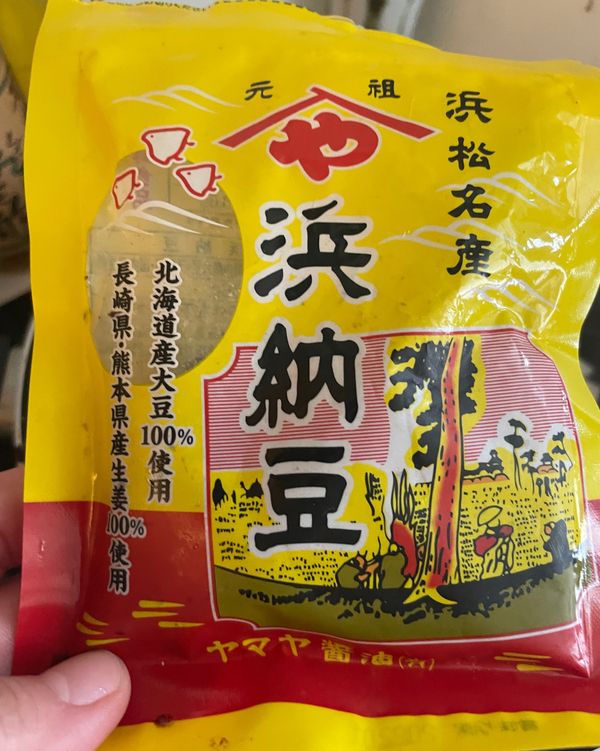 元祖
や
浜松名産
浜納豆
北海道産大豆100%使用
長崎県・熊本県産生姜100%使用
ヤマヤ醤油(有)